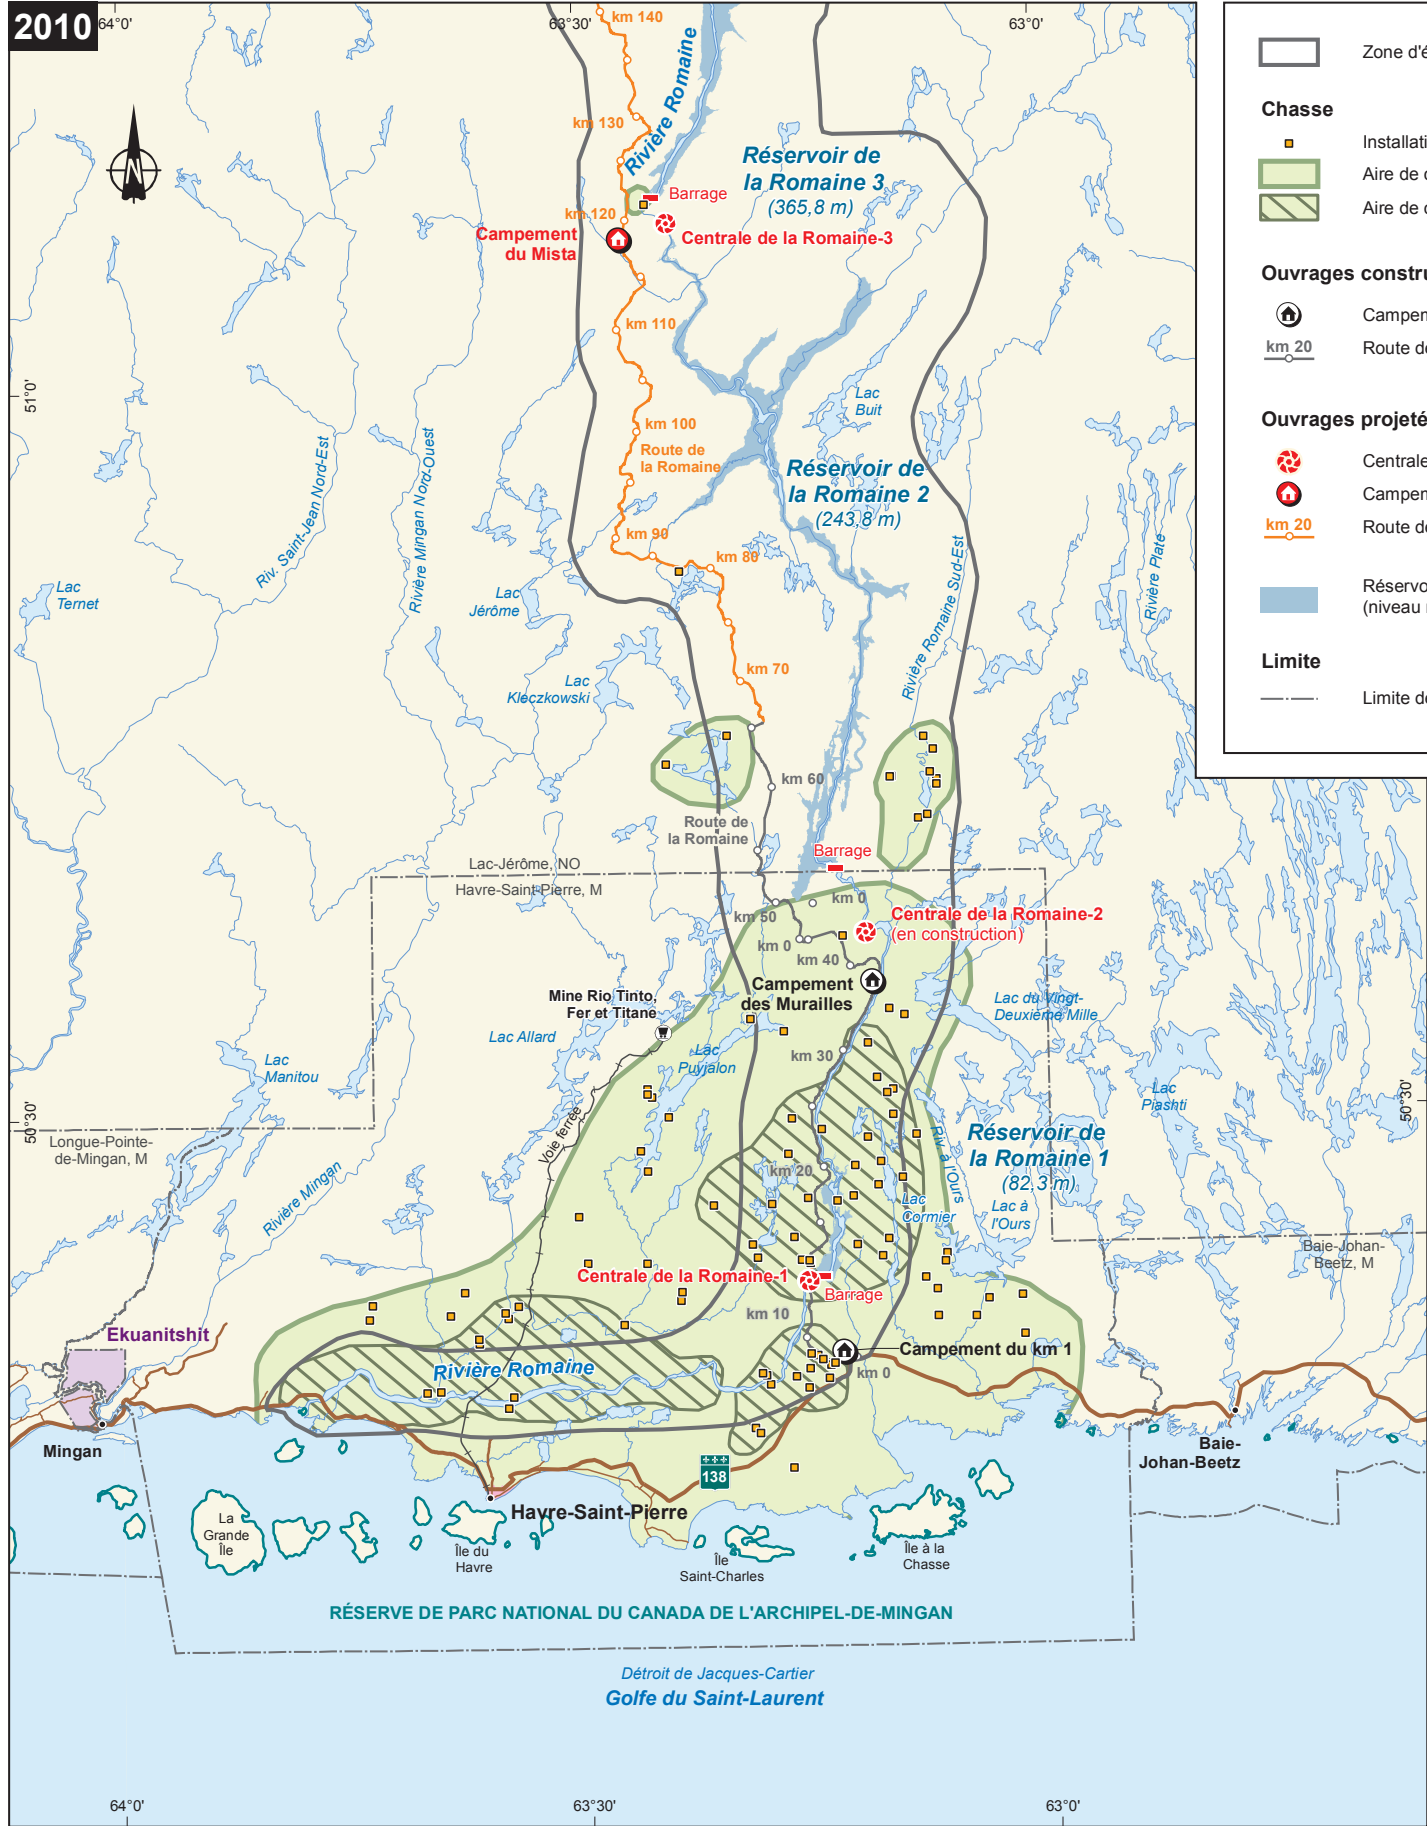 2010
64°0'
63°30'
63°0'
km 140
Rivière Romaine
km 130
Réservoir de
la Romaine 3
(365,8 m)
Barrage
km 120
Campement
du Mista
Centrale de la Romaine-3
km 110
51°0'
Lac
Buit
km 100
Route de
la Romaine
Réservoir de
la Romaine 2
(243,8 m)
Riv. Saint-Jean Nord-Est
Rivière Mingan Nord-Ouest
km 90
km 80
Rivière Romaine Sud-Est
Rivière Plate
Lac
Ternet
Lac
Jérôme
km 70
Lac
Kleczkowski
km 60
Route de
la Romaine
Barrage
Lac-Jérôme, NO
Havre-Saint-Pierre, M
km 50
km 0
Centrale de la Romaine-2
(en construction)
km 0
km 40
Campement
des Murailles
Mine Rio Tinto,
Fer et Titane
Lac du Vingt-
Deuxième Mille
Lac Allard
km 30
Lac
Puyjalon
Lac
Manitou
Lac
Piashti
50°30'
50°30'
Longue-Pointe-
de-Mingan, M
Voie ferrée
Riv. à l'Ours
Réservoir de
la Romaine 1
(82,3 m)
km 20
Rivière Mingan
Lac
Cormier
Lac à
l'Ours
Baie-Johan-
Beetz, M
Centrale de la Romaine-1
Barrage
km 10
Ekuanitshit
Campement du km 1
Rivière Romaine
km 0
Mingan
Baie-
Johan-Beetz
138
Havre-Saint-Pierre
La
Grande
Île
Île du
Havre
Île
Saint-Charles
Île à la
Chasse
RÉSERVE DE PARC NATIONAL DU CANADA DE L'ARCHIPEL-DE-MINGAN
Détroit de Jacques-Cartier
Golfe du Saint-Laurent
64°0'
63°30'
63°0'
N
Zone d'é
Chasse
Installati
Aire de c
Aire de c
Ouvrages constru
Campem
km 20
Route de
Ouvrages projeté
Centrale
Campem
km 20
Route de
Réservo
(niveau
Limite
Limite de